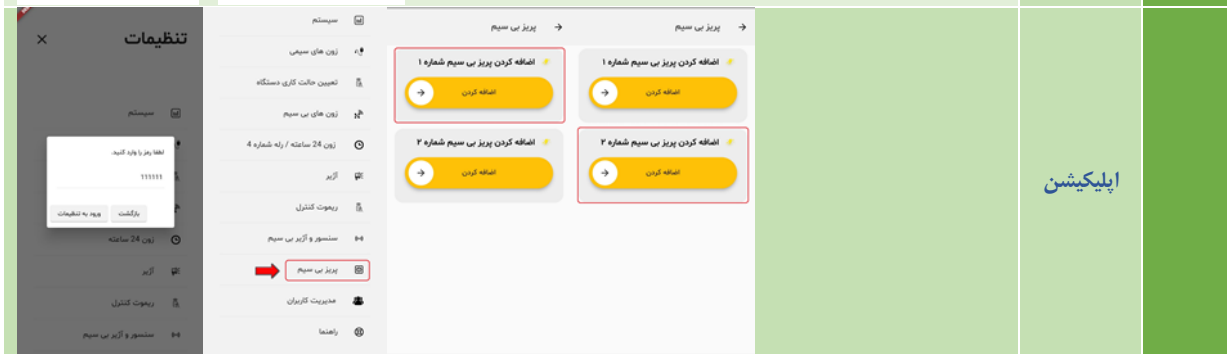 اپلیکیشن
پریز بی سیم
اضافه کردن پریز بی سیم شماره ۱
اضافه کردن
اضافه کردن پریز بی سیم شماره ۲
اضافه کردن
پریز بی سیم
اضافه کردن پریز بی سیم شماره ۱
اضافه کردن
اضافه کردن پریز بی سیم شماره ۲
اضافه کردن
سیستم
زون های سیمی
تعیین حالت کاری دستگاه
زون های بی سیم
زون 24 ساعته / رله شماره 4
آژیر
ریموت کنترل
سنسور و آژیر بی سیم
پریز بی سیم
مدیریت کاربران
راهنما
تنظیمات
سیستم
لطفا رمز را وارد کنید.
111111
بازگشت
ورود به تنظیمات
زون 24 ساعته
آژیر
ریموت کنترل
سنسور و آژیر بی سیم